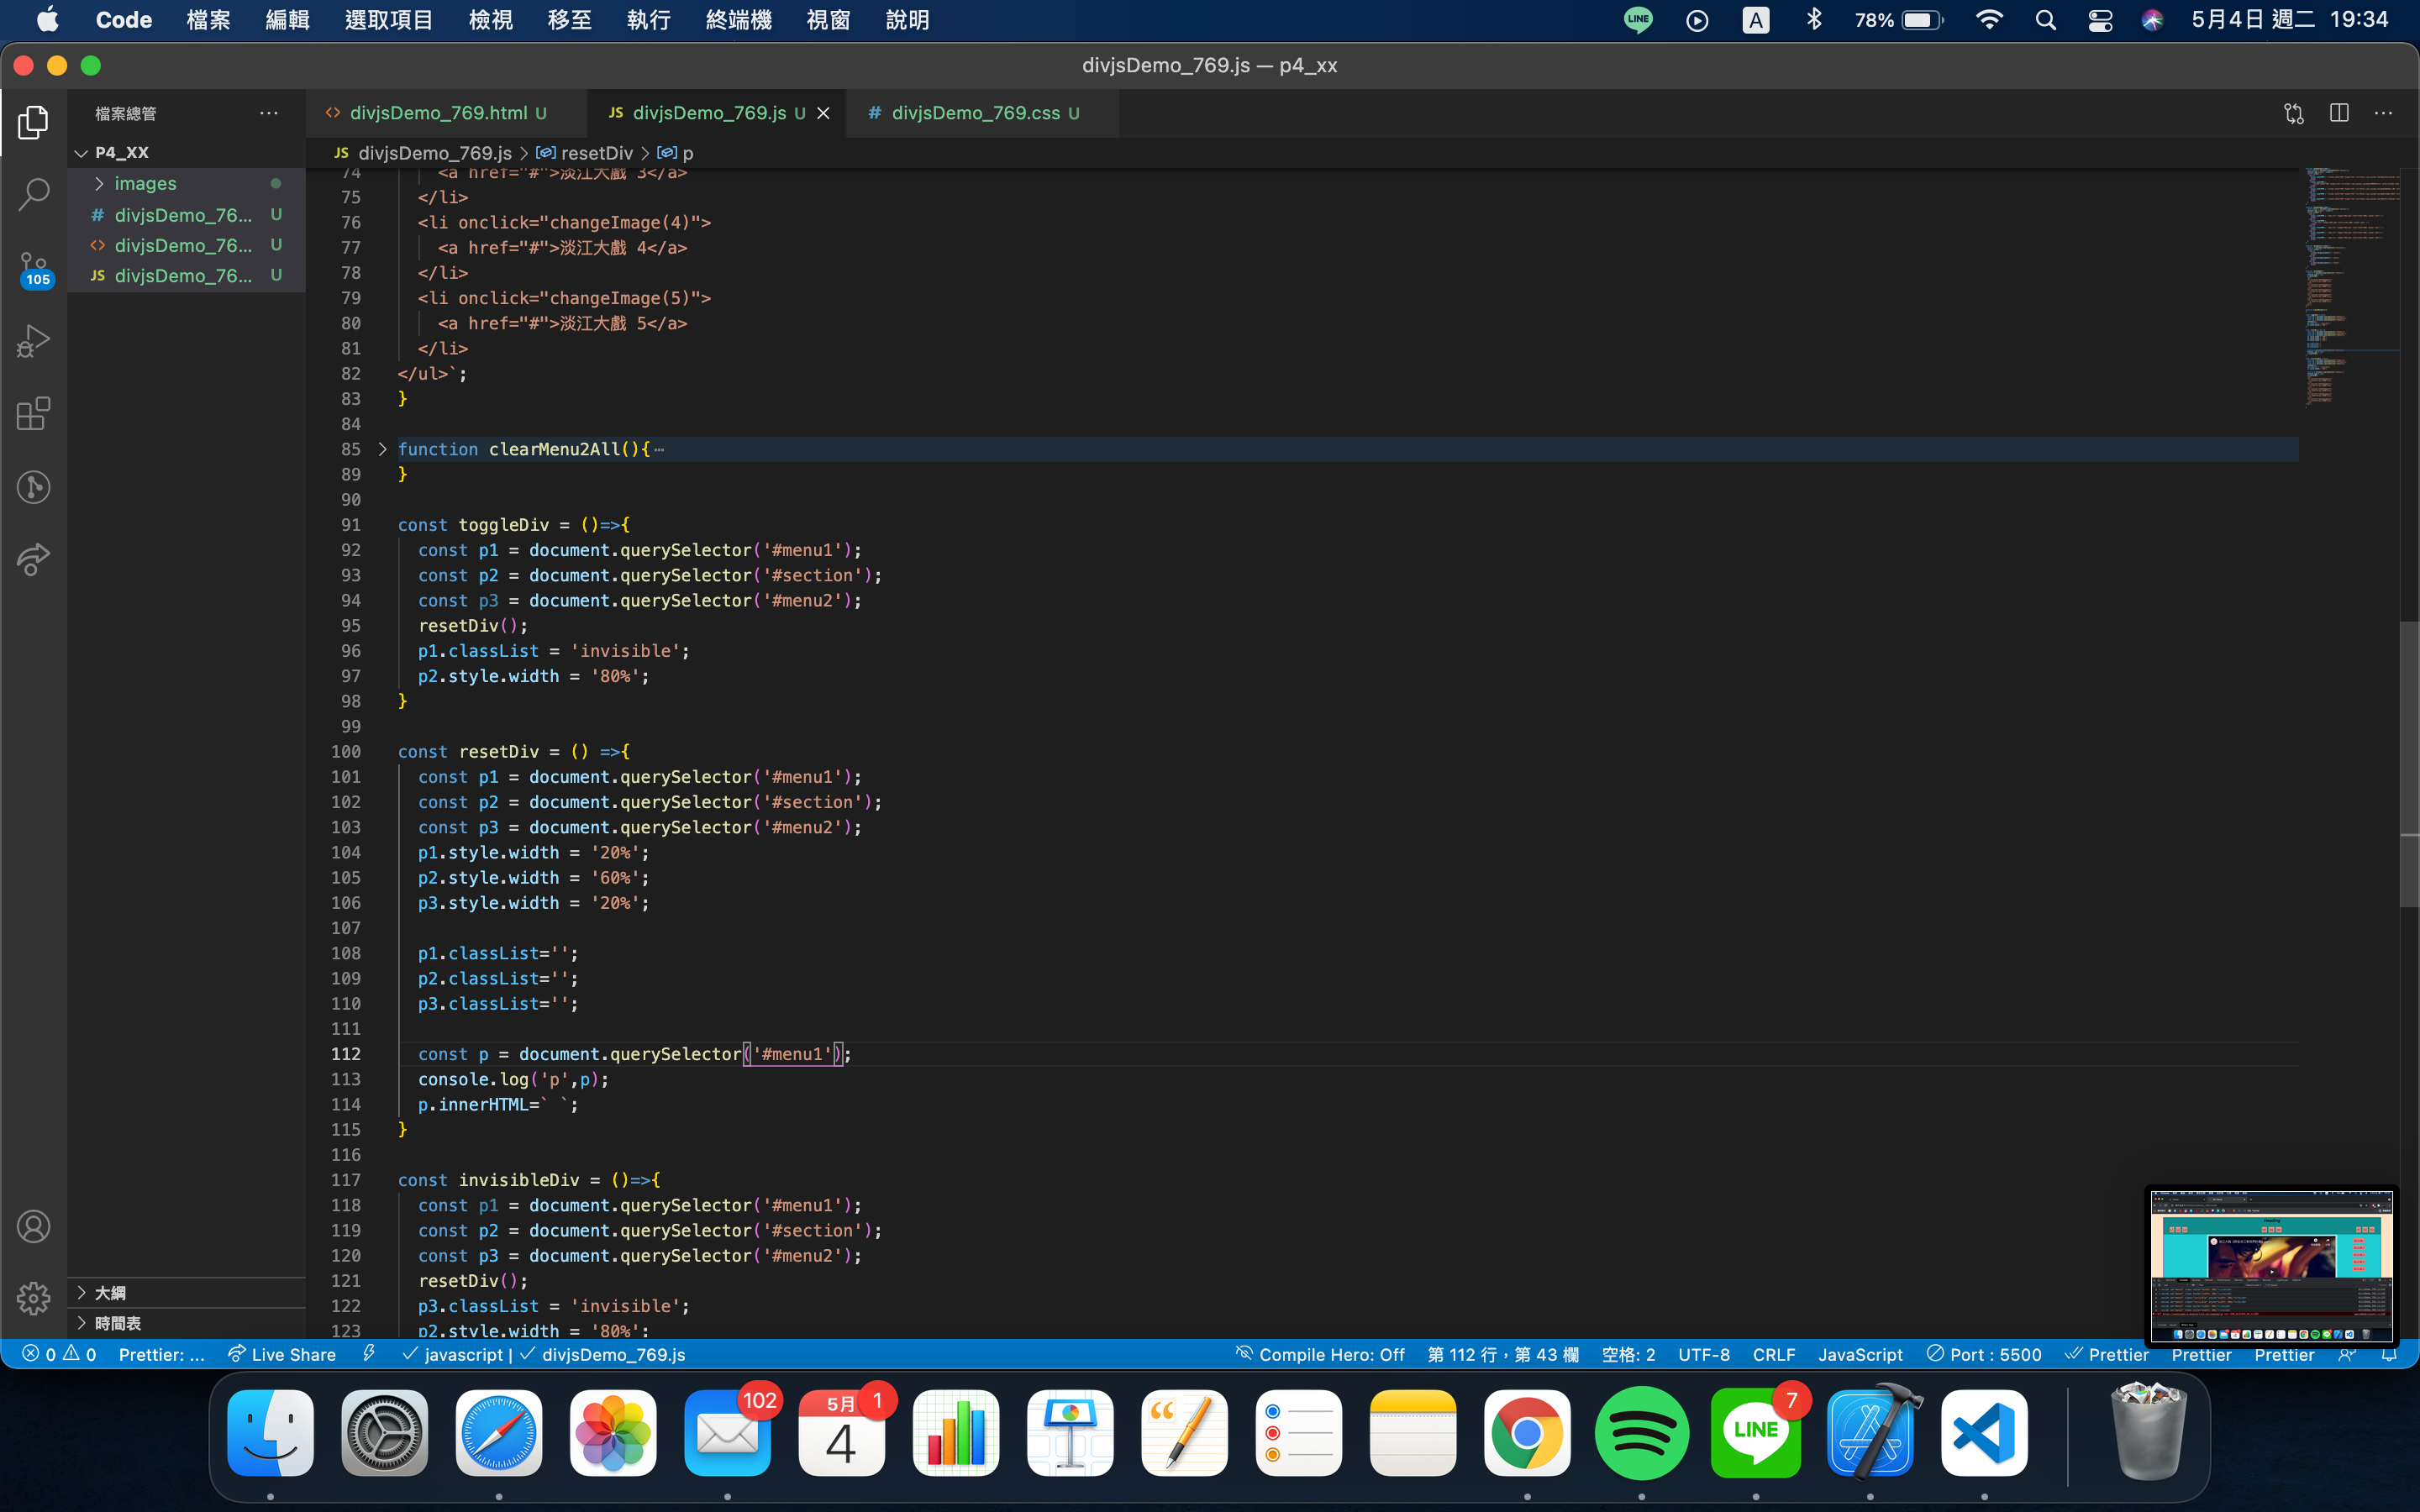 Code 檔案 編輯 選取項目 檢視 移至 執行 終端機 視窗 說明 LINE A 78% 5月4日 週二 19:34
divjsDemo_769.js — p4_xx
檔案總管 ···
<> divjsDemo_769.html U JS divjsDemo_769.js U # divjsDemo_769.css U ···
P4_XX
JS divjsDemo_769.js > resetDiv > p
images
# divjsDemo_76... U
<> divjsDemo_76... U
JS divjsDemo_76... U
105
74 <a href="#">淡江大戲 3</a>
75 </li>
76 <li onclick="changeImage(4)">
77 <a href="#">淡江大戲 4</a>
78 </li>
79 <li onclick="changeImage(5)">
80 <a href="#">淡江大戲 5</a>
81 </li>
82 </ul>`;
83 }
84
85 function clearMenu2All(){···
89 }
90
91 const toggleDiv = ()=>{
92 const p1 = document.querySelector('#menu1');
93 const p2 = document.querySelector('#section');
94 const p3 = document.querySelector('#menu2');
95 resetDiv();
96 p1.classList = 'invisible';
97 p2.style.width = '80%';
98 }
99
100 const resetDiv = () =>{
101 const p1 = document.querySelector('#menu1');
102 const p2 = document.querySelector('#section');
103 const p3 = document.querySelector('#menu2');
104 p1.style.width = '20%';
105 p2.style.width = '60%';
106 p3.style.width = '20%';
107
108 p1.classList='';
109 p2.classList='';
110 p3.classList='';
111
112 const p = document.querySelector('#menu1');
113 console.log('p',p);
114 p.innerHTML=` `;
115 }
116
117 const invisibleDiv = ()=>{
118 const p1 = document.querySelector('#menu1');
119 const p2 = document.querySelector('#section');
120 const p3 = document.querySelector('#menu2');
121 resetDiv();
122 p3.classList = 'invisible';
123 p2.style.width = '80%';
大綱
時間表
0 0 Prettier: ... Live Share javascript | divjsDemo_769.js Compile Hero: Off 第 112 行，第 43 欄 空格: 2 UTF-8 CRLF JavaScript Port : 5500 Prettier Prettier Prettier
102 5月 4 1 LINE 7